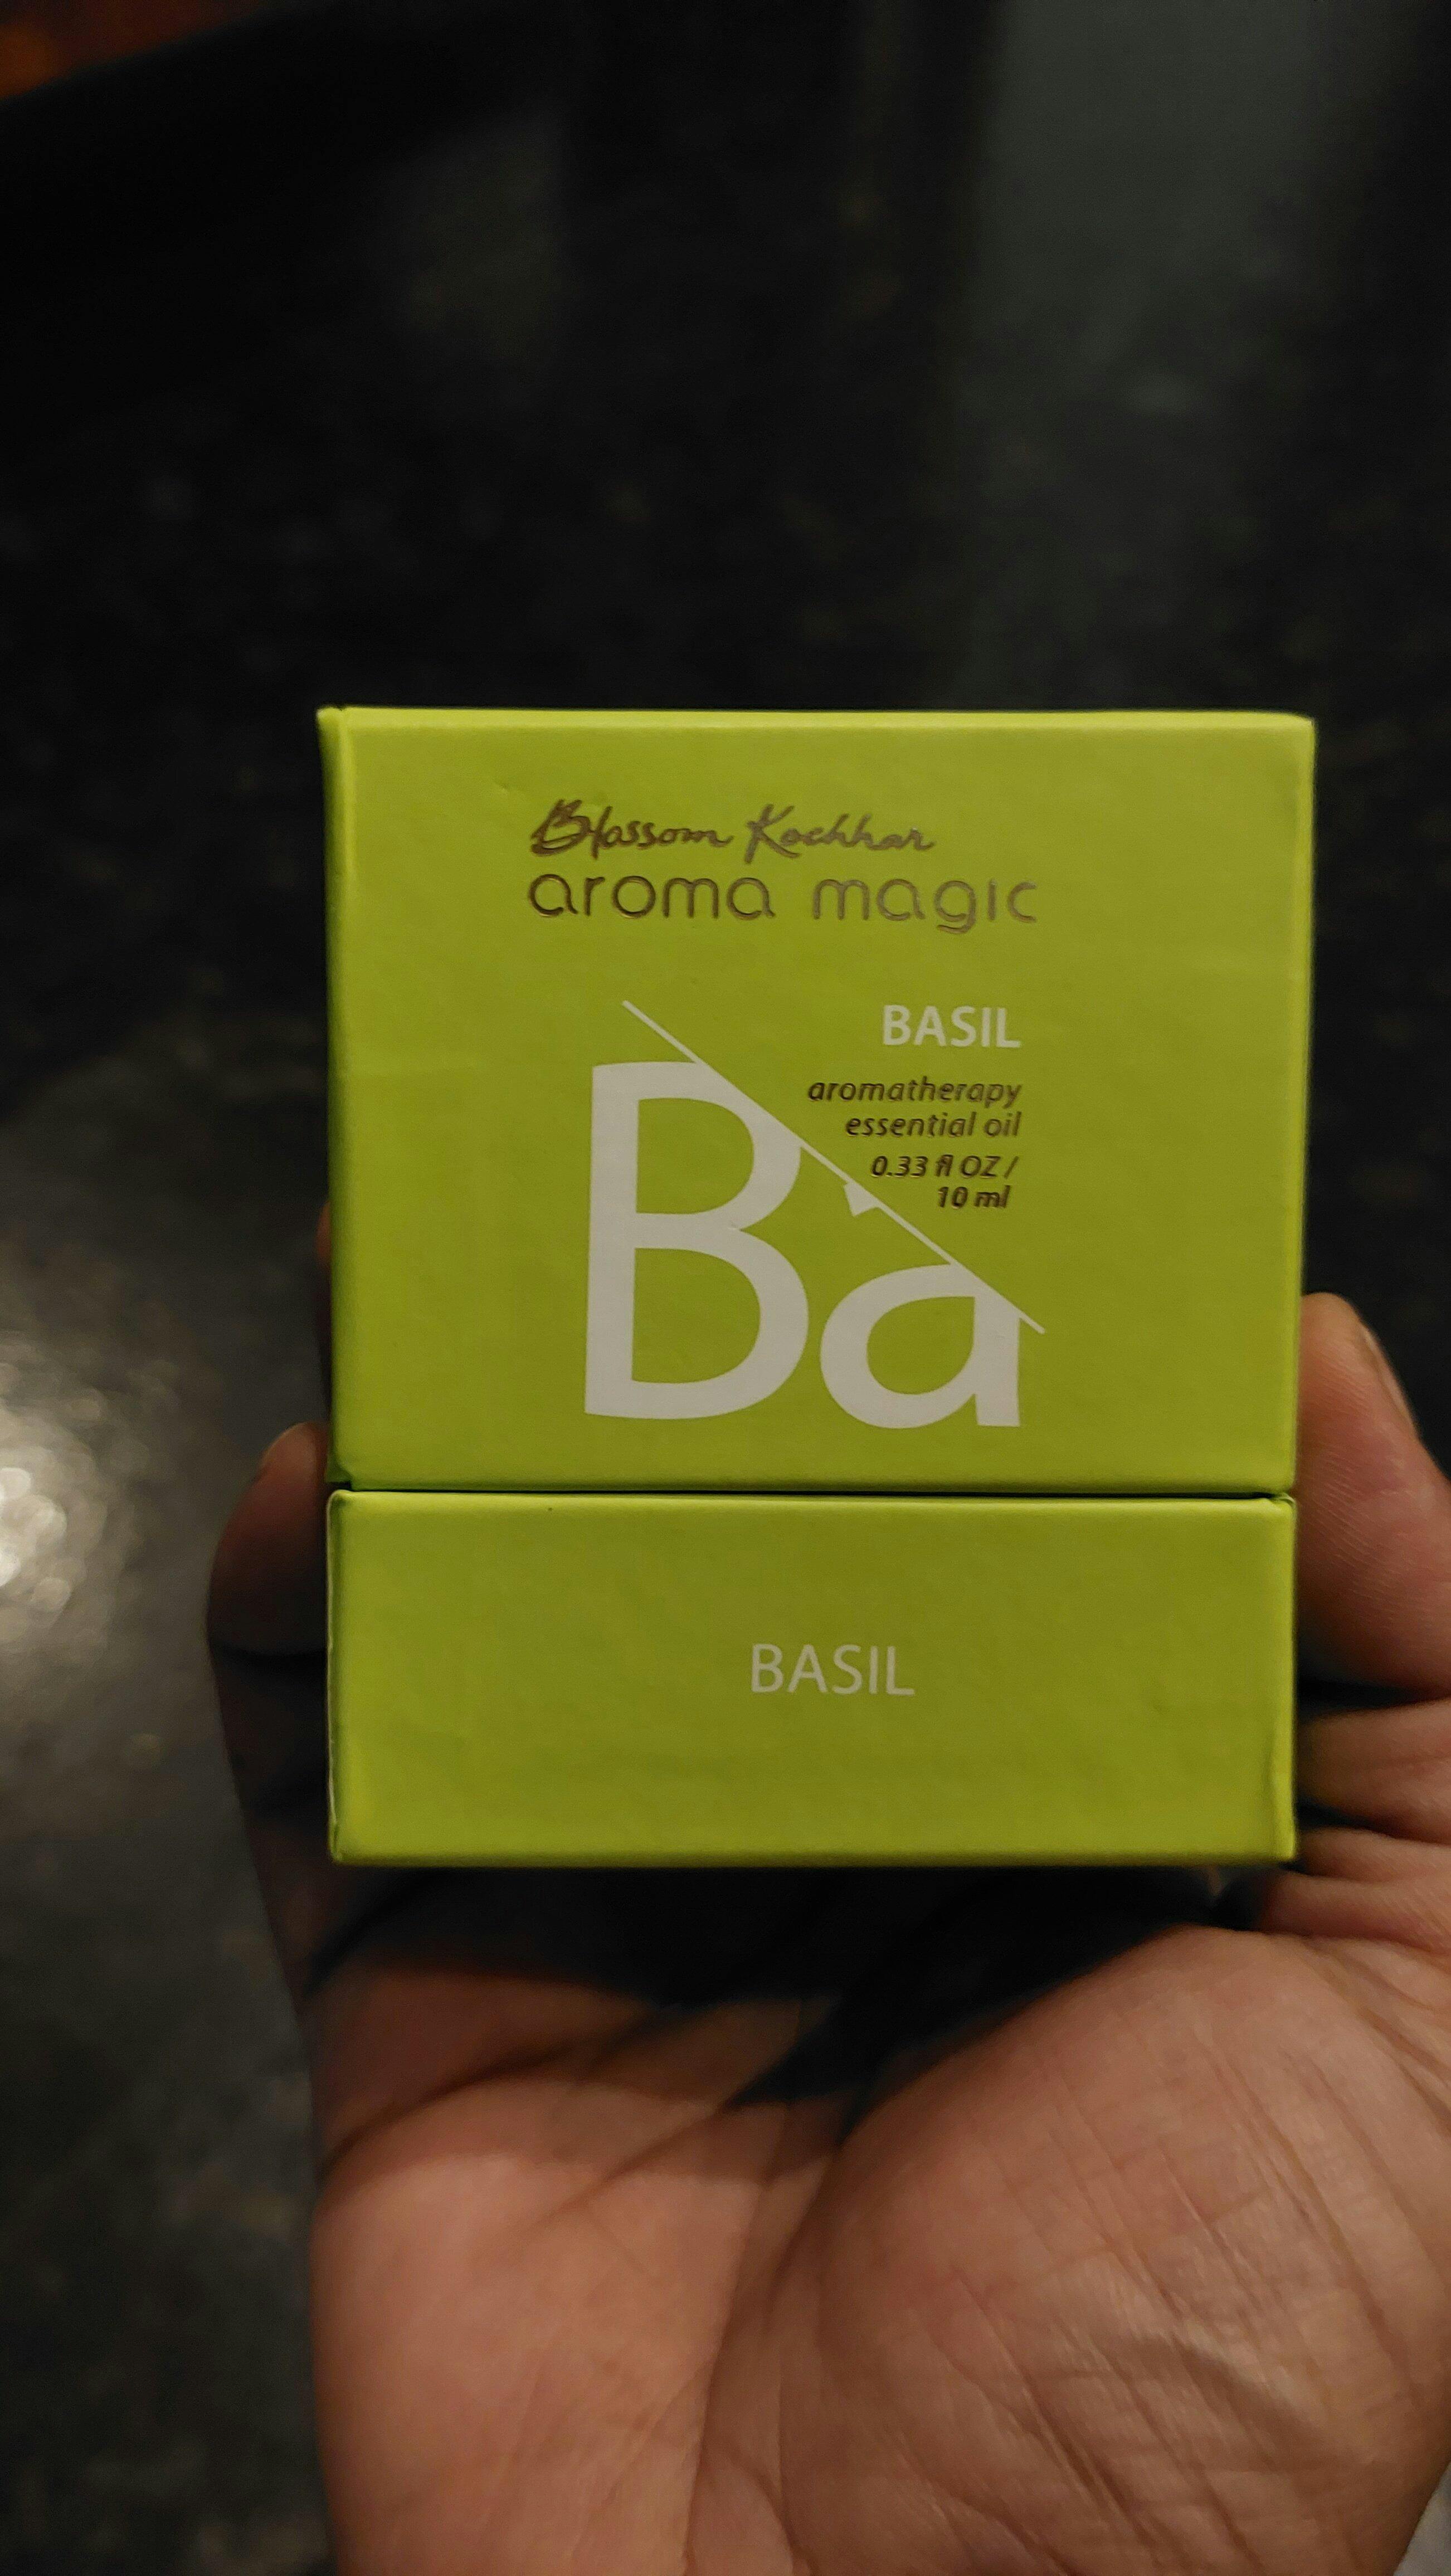 Blossom Kochhar
aroma magic
BASIL
aromatherapy
essential oil
0.33 fl OZ /
10 ml
Ba
BASIL